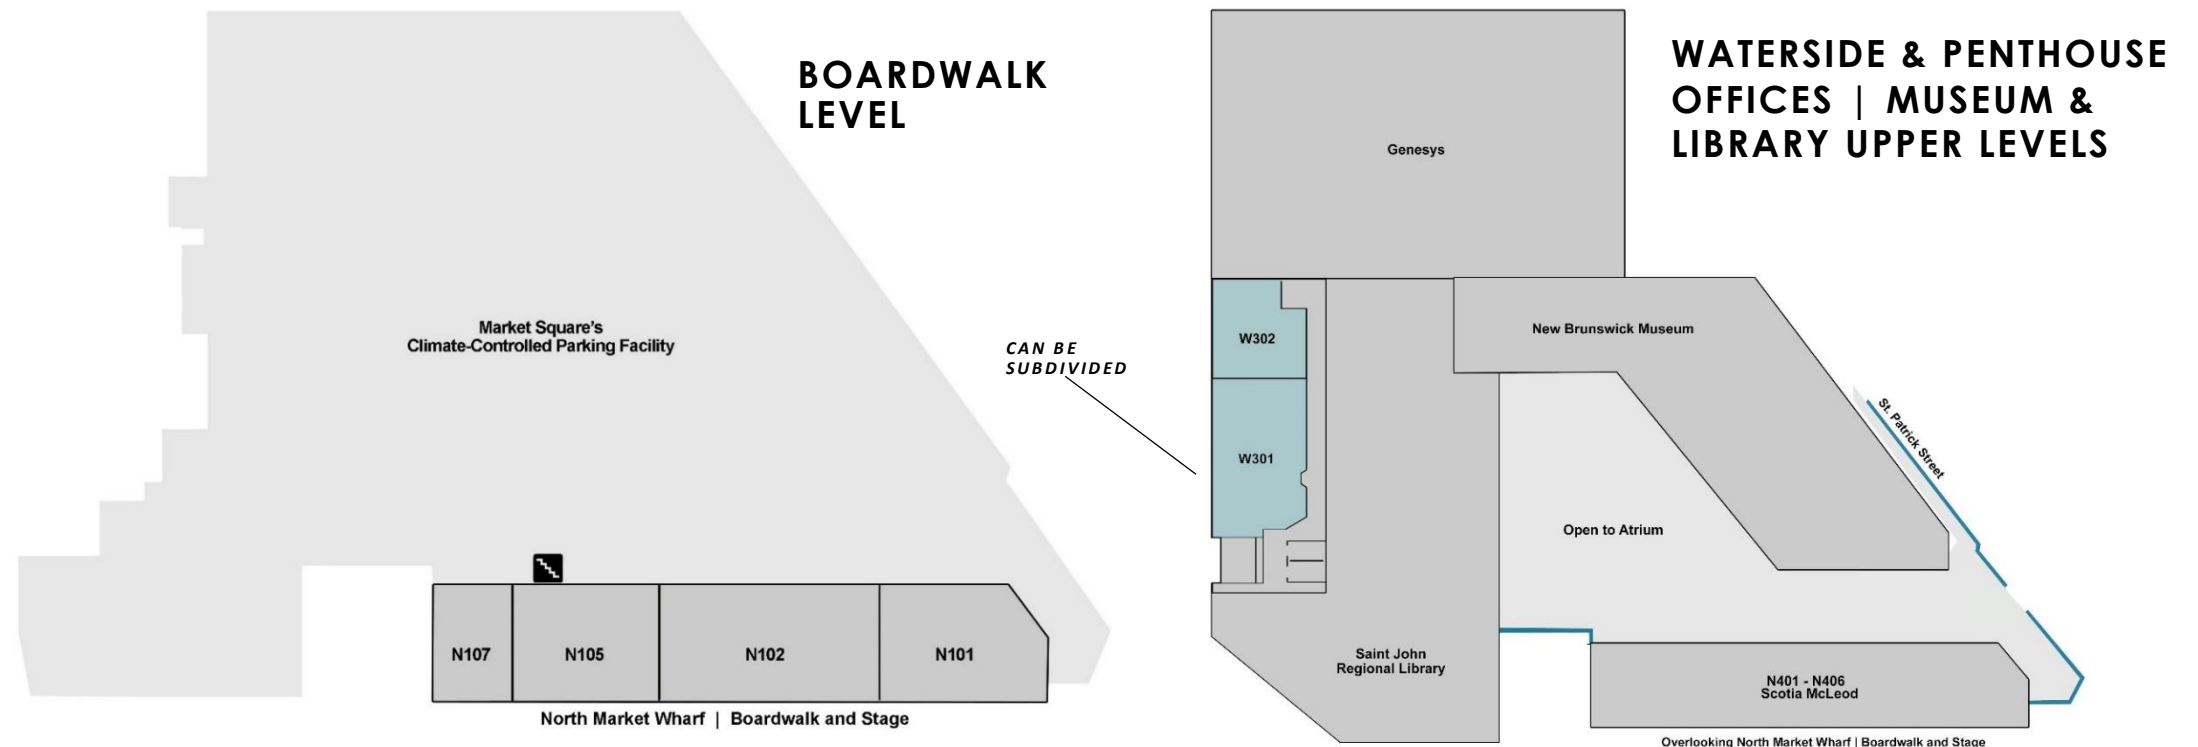 BOARDWALK
LEVEL
Market Square's
Climate-Controlled Parking Facility
N107
N105
N102
N101
North Market Wharf | Boardwalk and Stage
WATERSIDE & PENTHOUSE
OFFICES | MUSEUM &
LIBRARY UPPER LEVELS
Genesys
CAN BE
SUBDIVIDED
W302
New Brunswick Museum
St. Patrick Street
W301
Open to Atrium
Saint John
Regional Library
N401 - N406
Scotia McLeod
Overlooking North Market Wharf | Boardwalk and Stage